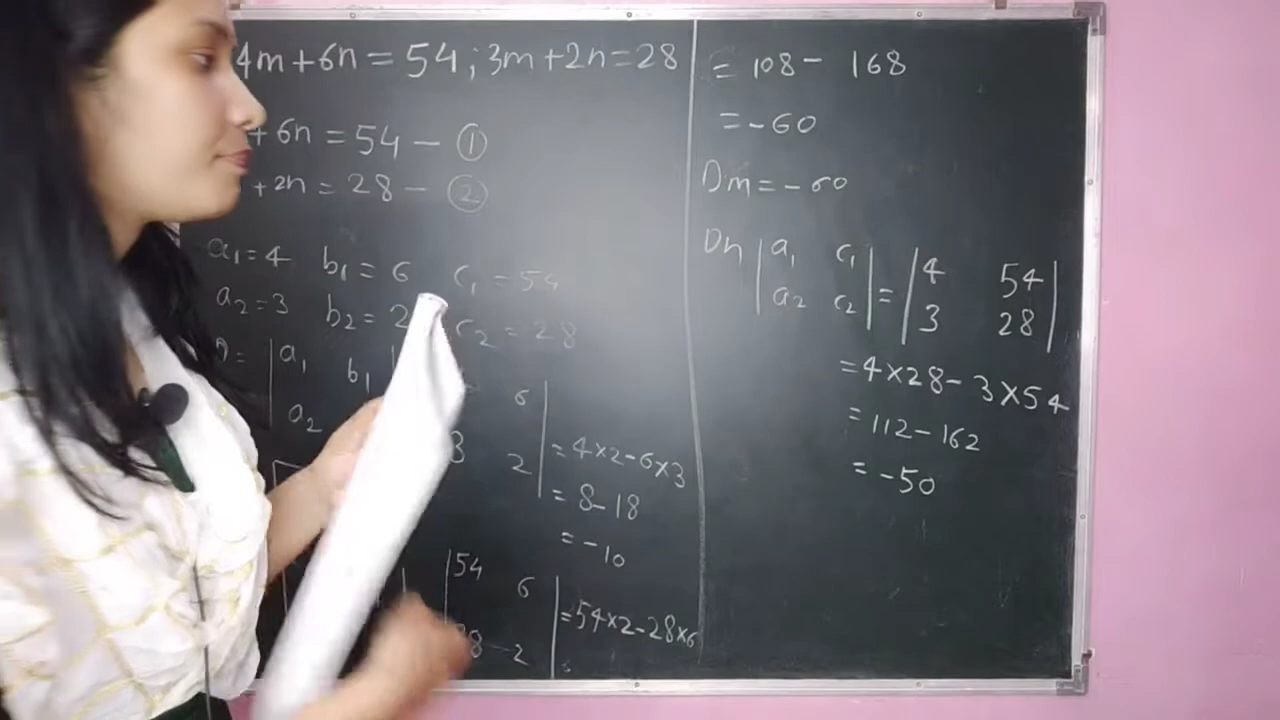 4m+6n=54;3m+2n=28
+6n=54-①
+2n=28-②
a₁=4 b₁=6 c₁=54
a₂=3 b₂=2 c₂=28
D= | a₁ b₁ 6 |
a₂ 3 2 | =4×2-6×3
=8-18
=-10
|54 6 | =54×2-28×6
28 2 |
=108-168
=-60
Dm=-60
Dn |a₁ c₁| = |4 54|
|a₂ c₂| |3 28|
=4×28-3×54
=112-162
=-50